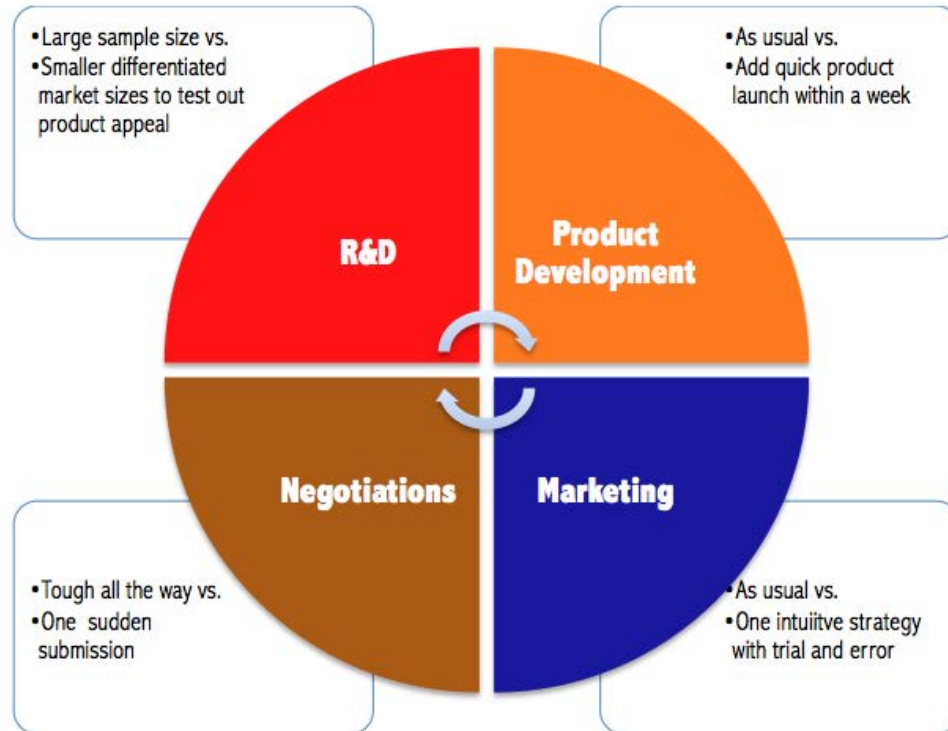 •Large sample size vs.
•Smaller differentiated
market sizes to test out
product appeal
•As usual vs.
•Add quick product
launch within a week
R&D
Product
Development
Negotiations
Marketing
•Tough all the way vs.
•One sudden
submission
•As usual vs.
•One intuiitve strategy
with trial and error